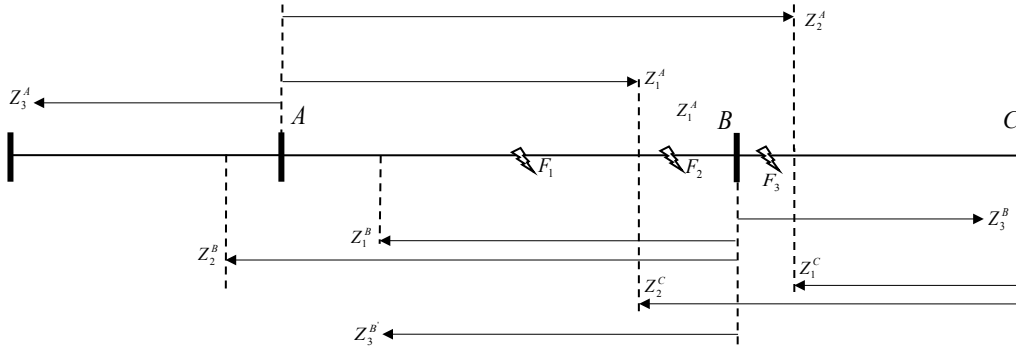 Z_2^A
Z_1^A
Z_3^A
Z_1^A
A
B
C
F_1
F_2
F_3
Z_3^B
Z_1^B
Z_2^B
Z_1^C
Z_2^C
Z_3^{B'}